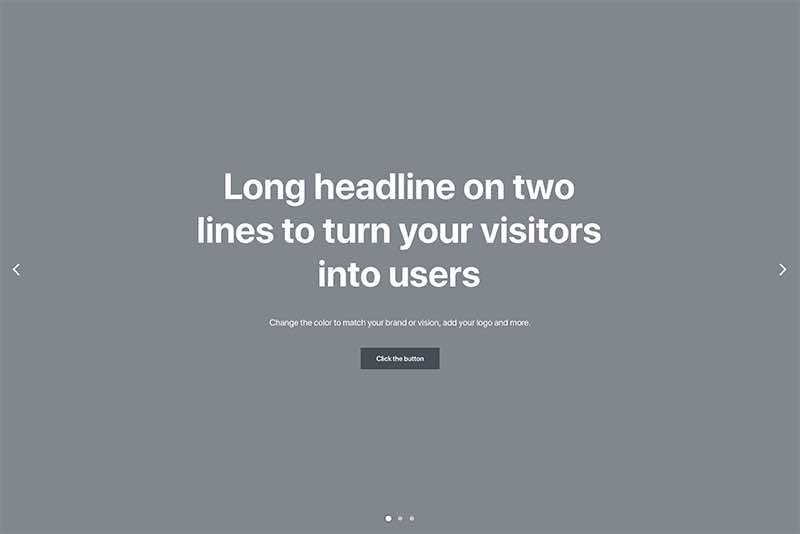 Long headline on two
lines to turn your visitors
into users
Change the color to match your brand or vision, add your logo and more.
Click the button